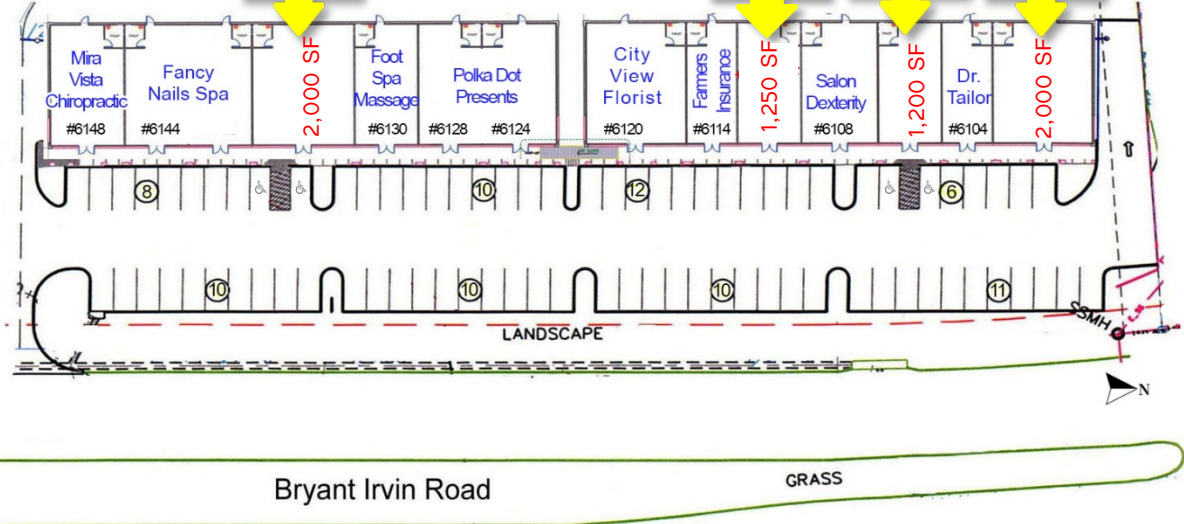 Mira
Vista
Chiropractic
#6148
Fancy
Nails Spa
#6144
2,000 SF
Foot
Spa
Massage
#6130
Polka Dot
Presents
#6128
#6124
City
View
Florist
#6120
Farmers
Insurance
#6114
1,250 SF
Salon
Dexterity
#6108
1,200 SF
Dr.
Tailor
#6104
2,000 SF
8
10
12
6
10
10
10
11
LANDSCAPE
SSMH
N
Bryant Irvin Road
GRASS